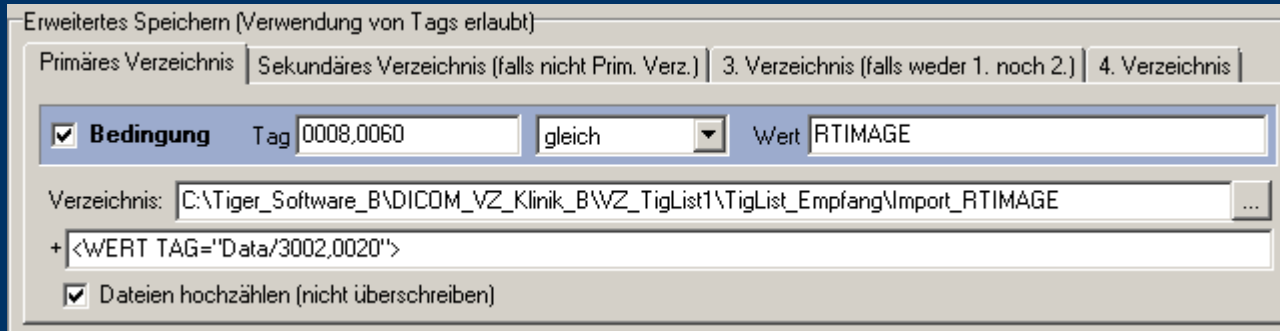 Erweitertes Speichern (Verwendung von Tags erlaubt)
Primäres Verzeichnis Sekundäres Verzeichnis (falls nicht Prim. Verz.) 3. Verzeichnis (falls weder 1. noch 2.) 4. Verzeichnis
Bedingung Tag 0008,0060 gleich Wert RTIMAGE
Verzeichnis: C:\Tiger_Software_B\DICOM_VZ_Klinik_B\VZ_TigList1\TigList_Empfang\Import_RTIMAGE ...
+ <WERT TAG="Data/3002,0020">
Dateien hochzählen (nicht überschreiben)